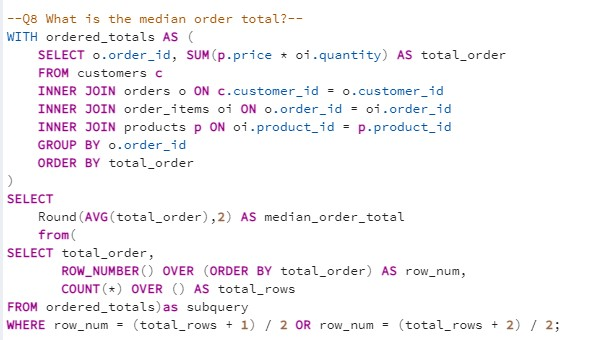 --Q8 What is the median order total?--
WITH ordered_totals AS (
    SELECT o.order_id, SUM(p.price * oi.quantity) AS total_order
    FROM customers c
    INNER JOIN orders o ON c.customer_id = o.customer_id
    INNER JOIN order_items oi ON o.order_id = oi.order_id
    INNER JOIN products p ON oi.product_id = p.product_id
    GROUP BY o.order_id
    ORDER BY total_order
)
SELECT
    Round(AVG(total_order),2) AS median_order_total
    from(
SELECT total_order,
       ROW_NUMBER() OVER (ORDER BY total_order) AS row_num,
       COUNT(*) OVER () AS total_rows
FROM ordered_totals)as subquery
WHERE row_num = (total_rows + 1) / 2 OR row_num = (total_rows + 2) / 2;